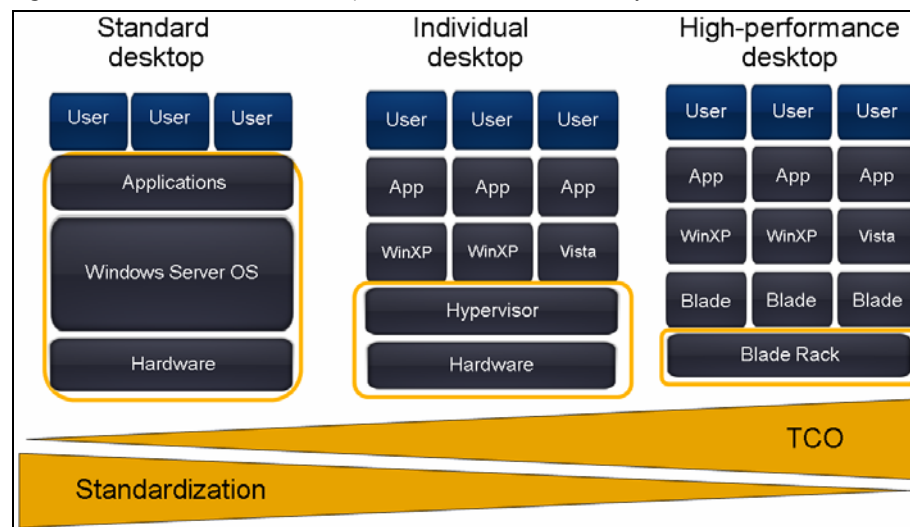 Standard
desktop
User User User
Applications
Windows Server OS
Hardware
Individual
desktop
User User User
App App App
WinXP WinXP Vista
Hypervisor
Hardware
High-performance
desktop
User User User
App App App
WinXP WinXP Vista
Blade Blade Blade
Blade Rack
TCO
Standardization